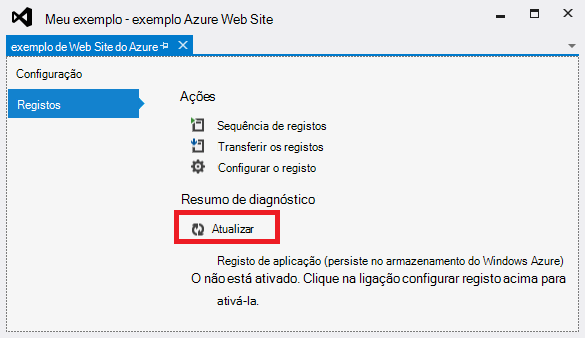 Meu exemplo - exemplo Azure Web Site
exemplo de Web Site do Azure
Configuração
Registos
Ações
Sequência de registos
Transferir os registos
Configurar o registo
Resumo de diagnóstico
Atualizar
Registo de aplicação (persiste no armazenamento do Windows Azure)
O não está ativado. Clique na ligação configurar registo acima para
ativá-la.